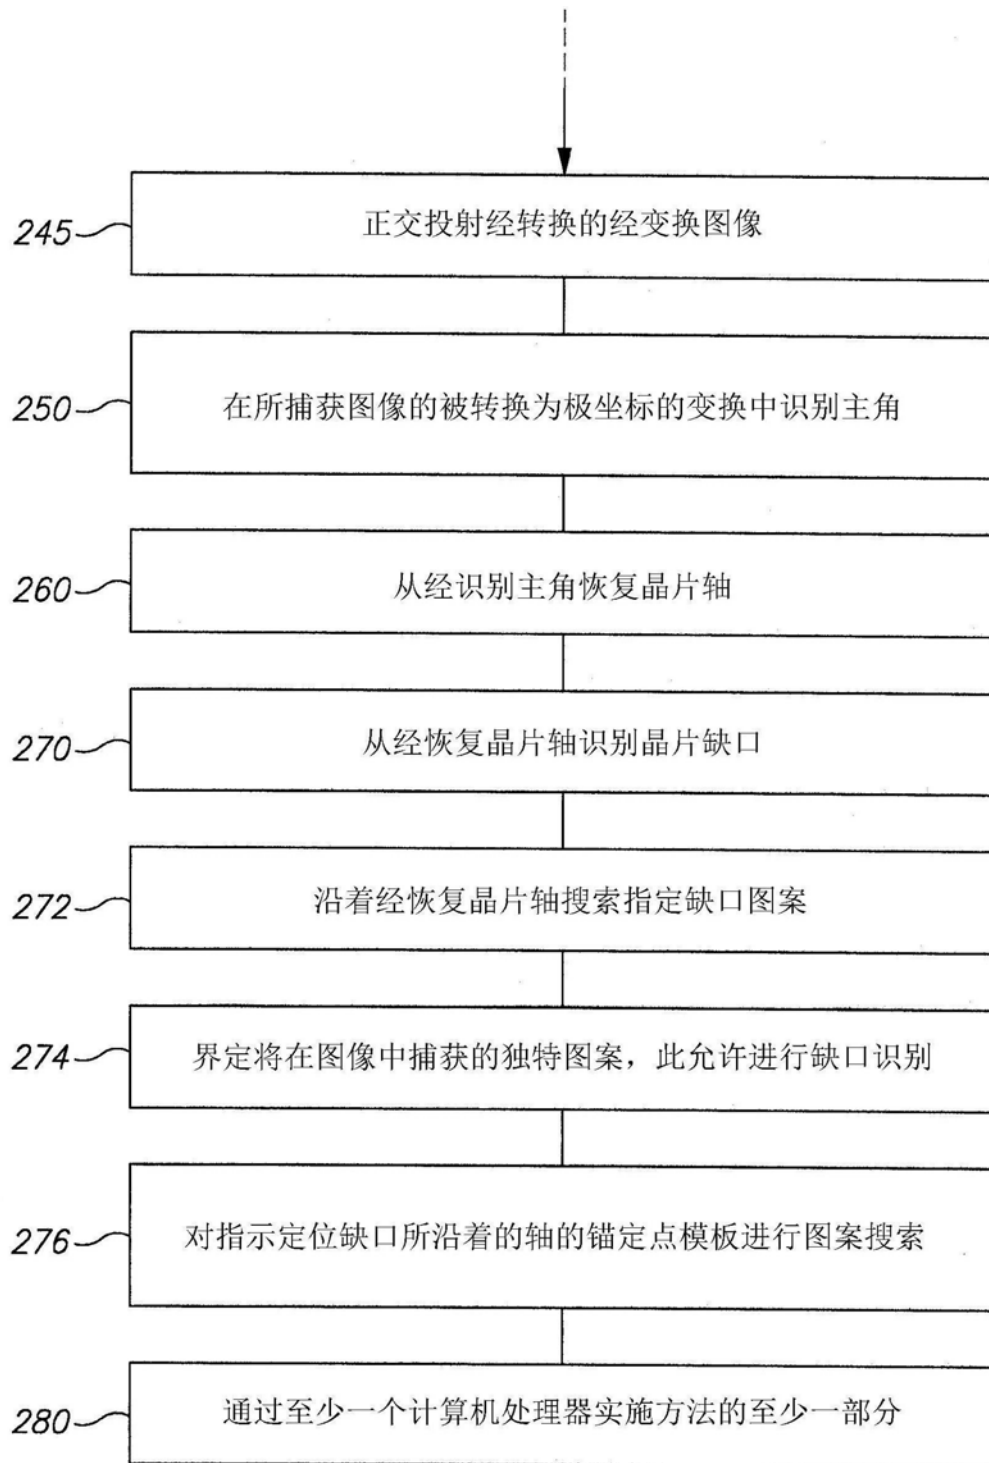 245 正交投射经转换的经变换图像
250 在所捕获图像的被转换为极坐标的变换中识别主角
260 从经识别主角恢复晶片轴
270 从经恢复晶片轴识别晶片缺口
272 沿着经恢复晶片轴搜索指定缺口图案
274 界定将在图像中捕获的独特图案，此允许进行缺口识别
276 对指示定位缺口所沿着的轴的锚定点模板进行图案搜索
280 通过至少一个计算机处理器实施方法的至少一部分